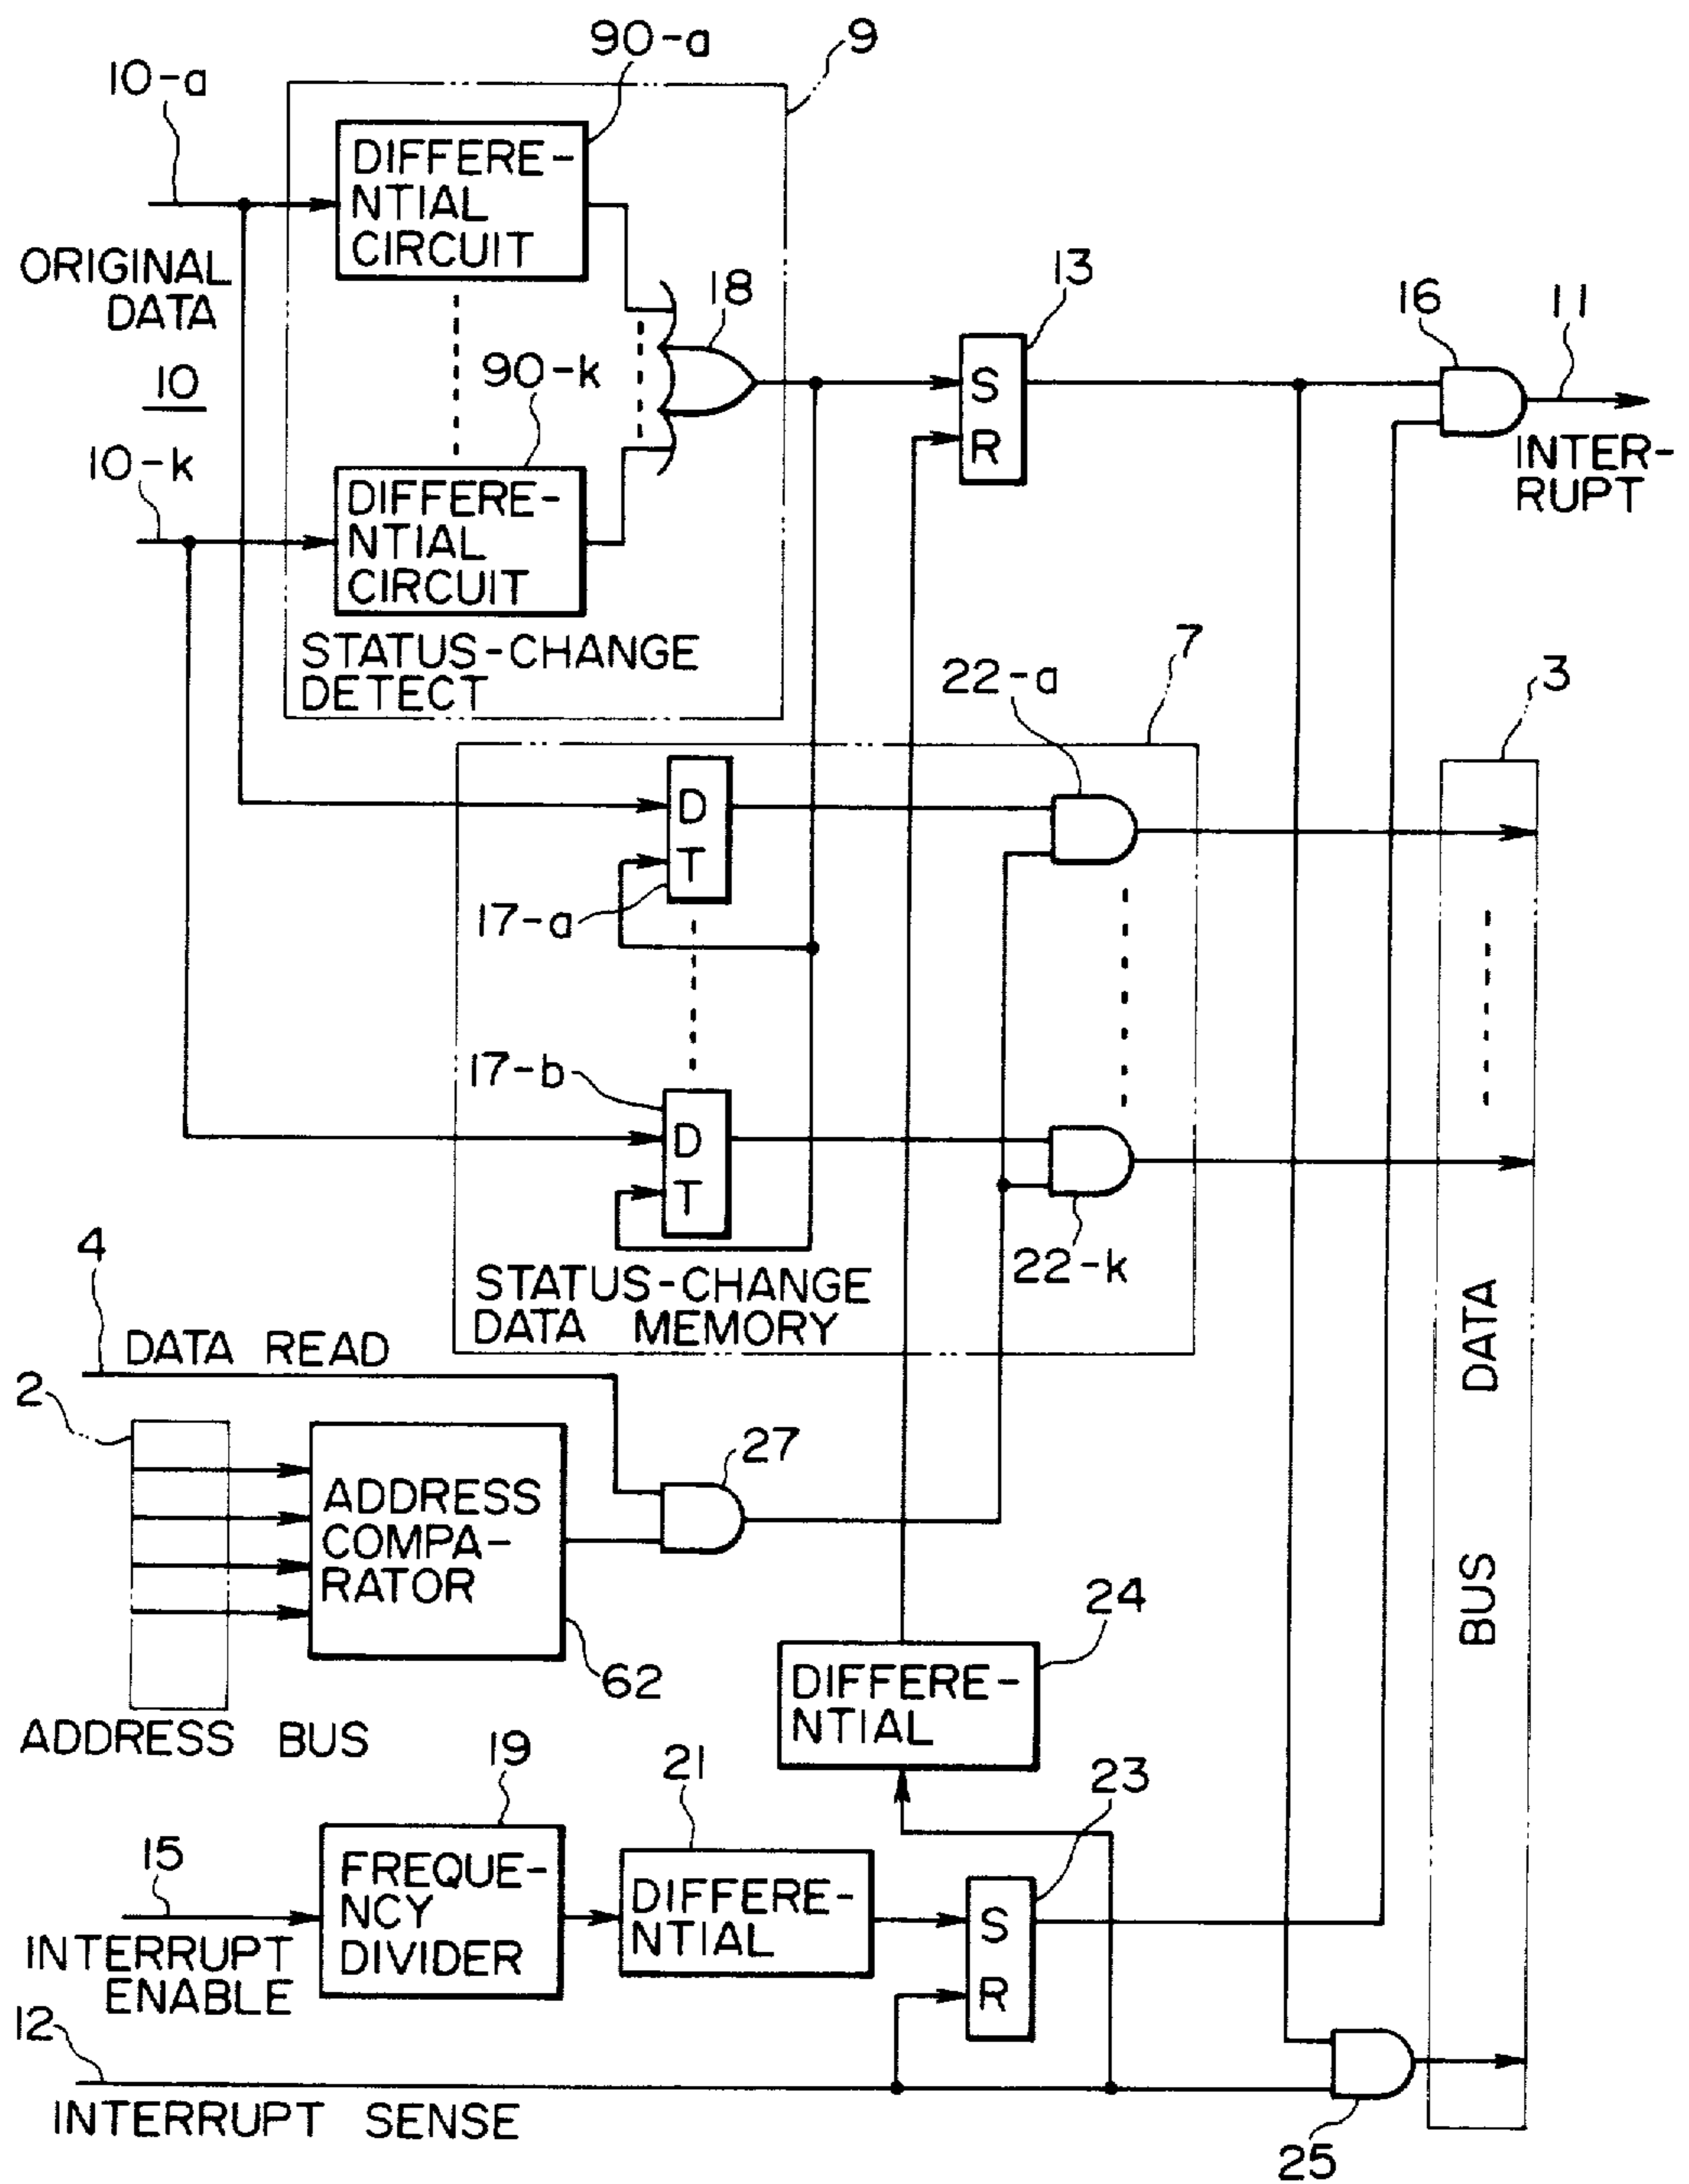 90-a
9
10-a
DIFFERE-
NTIAL
CIRCUIT
ORIGINAL
DATA
18
13
16
11
10
90-k
S
R
INTER-
RUPT
10-k
DIFFERE-
NTIAL
CIRCUIT
STATUS-CHANGE
DETECT
7
22-a
3
D
T
17-a
17-b
D
T
22-k
4
STATUS-CHANGE
DATA MEMORY
DATA READ
2
27
ADDRESS
COMPA-
RATOR
DATA BUS
24
62
DIFFERE-
NTIAL
ADDRESS BUS
19
21
23
15
FREQUE-
NCY
DIVIDER
DIFFERE-
NTIAL
S
R
INTERRUPT
ENABLE
12
INTERRUPT SENSE
25